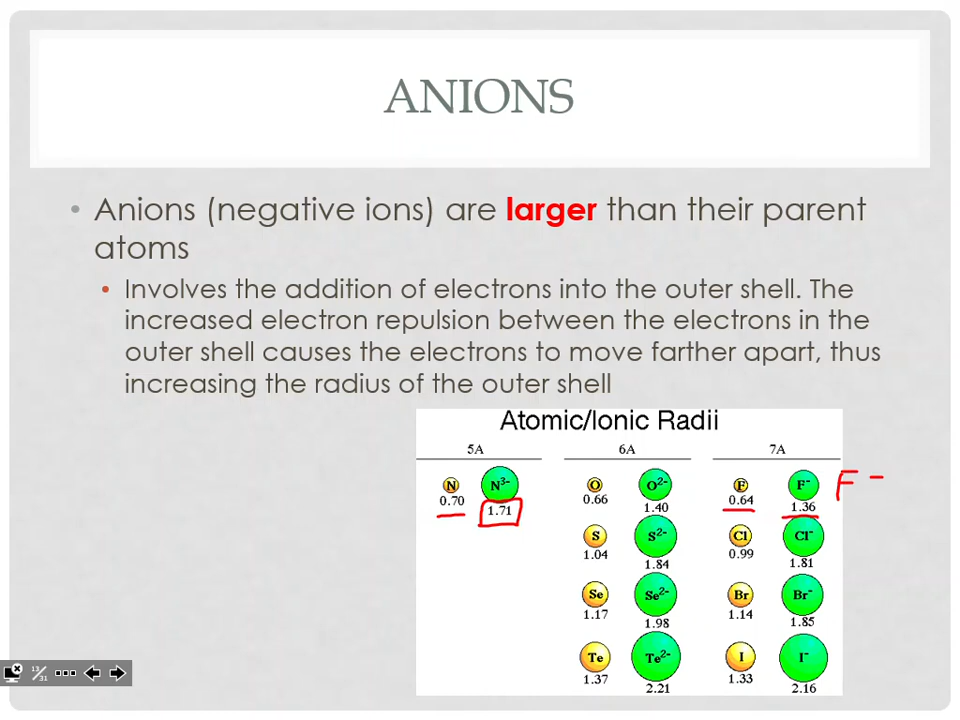 ANIONS
• Anions (negative ions) are larger than their parent
atoms
• Involves the addition of electrons into the outer shell. The
increased electron repulsion between the electrons in the
outer shell causes the electrons to move farther apart, thus
increasing the radius of the outer shell
Atomic/Ionic Radii
5A 6A 7A
N N³⁻ O O²⁻ F F⁻ F⁻
0.70 1.71 0.66 1.40 0.64 1.36
S S²⁻ Cl Cl⁻
1.04 1.84 0.99 1.81
Se Se²⁻ Br Br⁻
1.17 1.98 1.14 1.85
Te Te²⁻ I I⁻
1.37 2.21 1.33 2.16
13/31